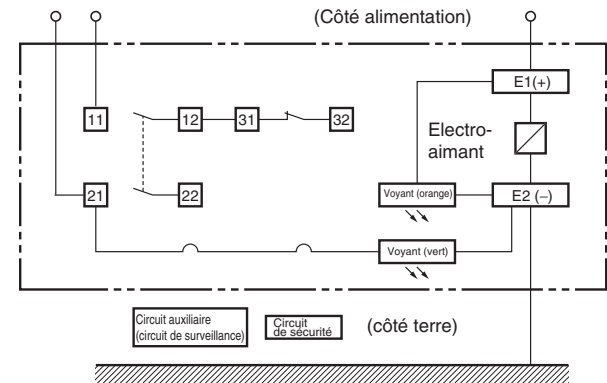 (Côté alimentation)
E1(+)
11
12
31
32
Electro-
aimant
21
22
Voyant (orange)
E2 (–)
Voyant (vert)
Circuit auxiliaire
(circuit de surveillance)
Circuit
de sécurité
(côté terre)